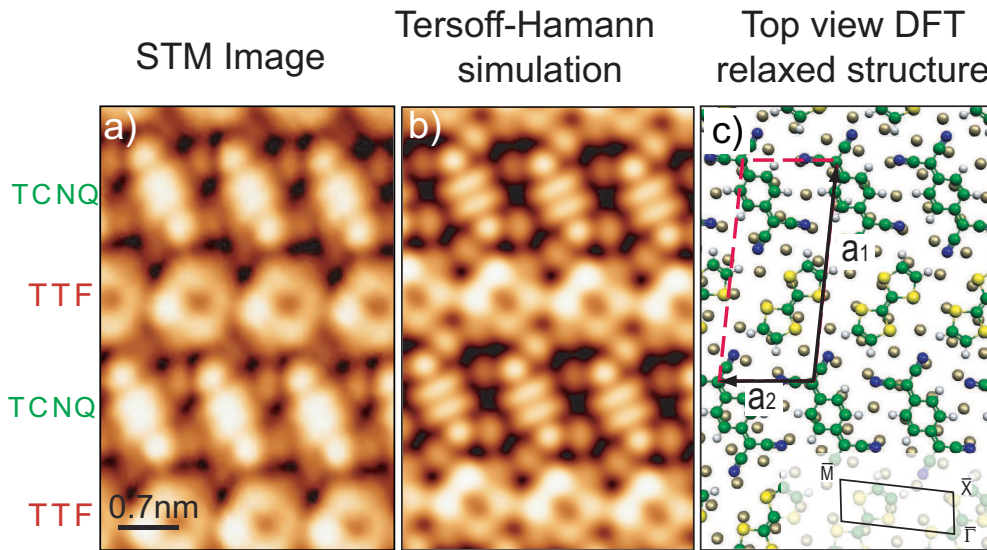 STM Image
Tersoff-Hamann
simulation
Top view DFT
relaxed structure
a)
b)
c)
TCNQ
TTF
TCNQ
TTF
0.7nm
a1
a2
M̅
X̅
Γ̅